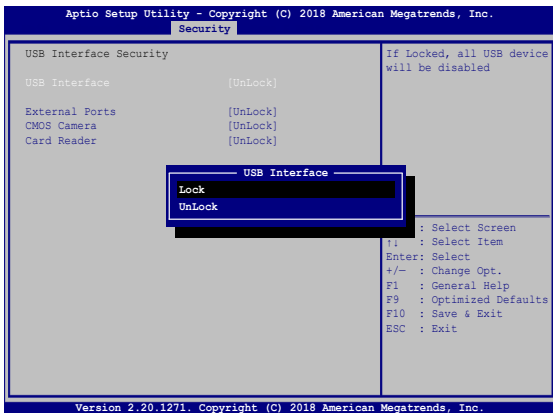 Aptio Setup Utility - Copyright (C) 2018 American Megatrends, Inc.
Security
USB Interface Security
USB Interface [UnLock]
External Ports [UnLock]
CMOS Camera [UnLock]
Card Reader [UnLock]
If Locked, all USB device
will be disabled
USB Interface
Lock
UnLock
: Select Screen
↑↓ : Select Item
Enter: Select
+/— : Change Opt.
F1 : General Help
F9 : Optimized Defaults
F10 : Save & Exit
ESC : Exit
Version 2.20.1271. Copyright (C) 2018 American Megatrends, Inc.